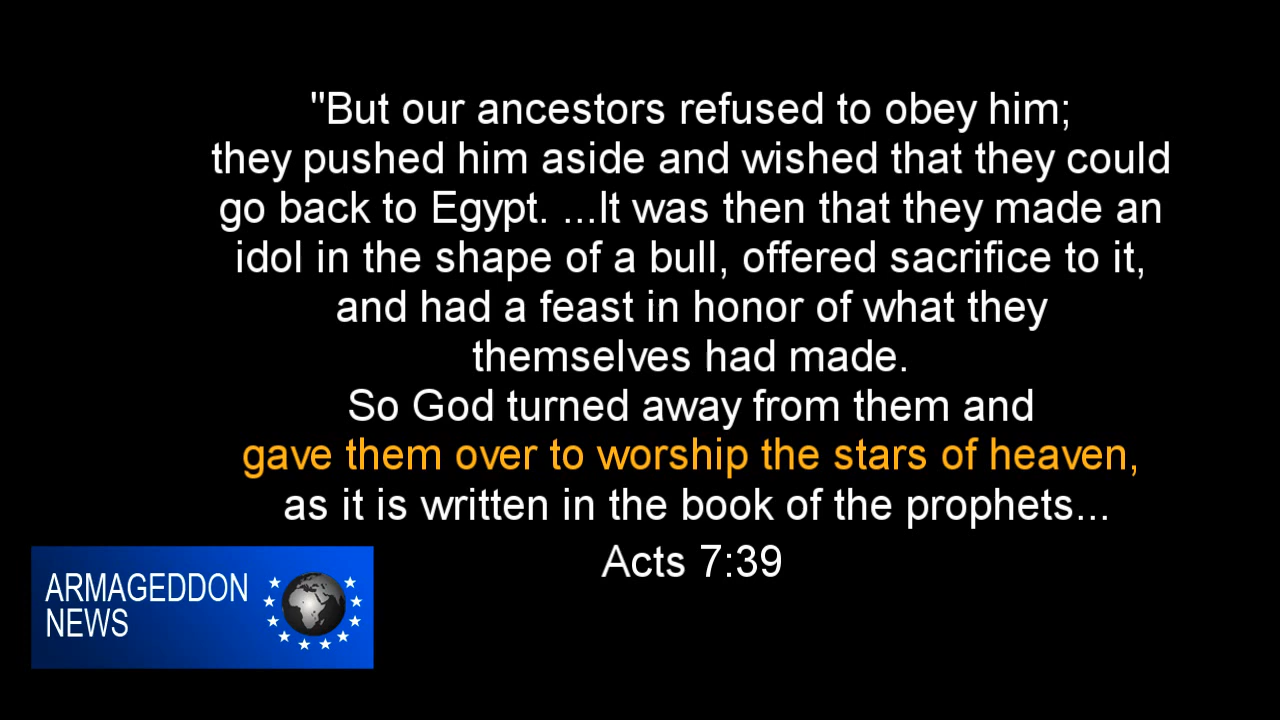 "But our ancestors refused to obey him;
they pushed him aside and wished that they could
go back to Egypt. ...It was then that they made an
idol in the shape of a bull, offered sacrifice to it,
and had a feast in honor of what they
themselves had made.
So God turned away from them and
gave them over to worship the stars of heaven,
as it is written in the book of the prophets...
Acts 7:39
ARMAGEDDON
NEWS